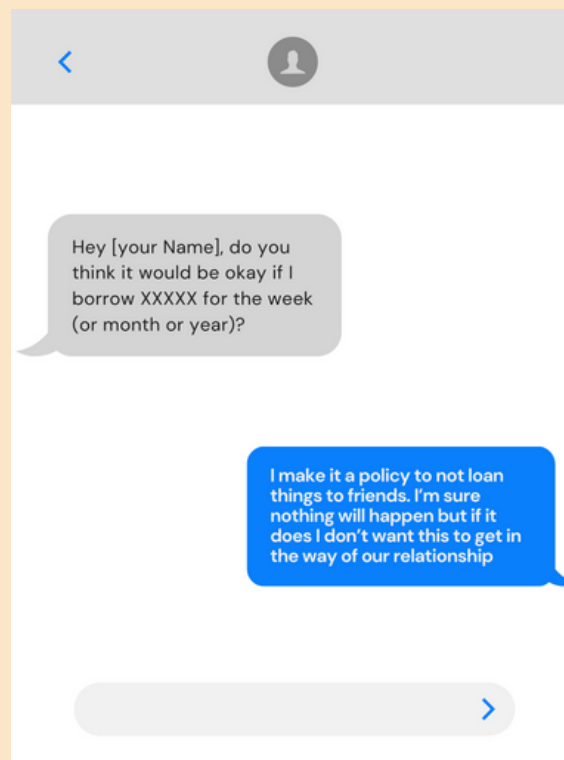 Hey [your Name], do you
think it would be okay if I
borrow XXXXX for the week
(or month or year)?
I make it a policy to not loan
things to friends. I'm sure
nothing will happen but if it
does I don't want this to get in
the way of our relationship